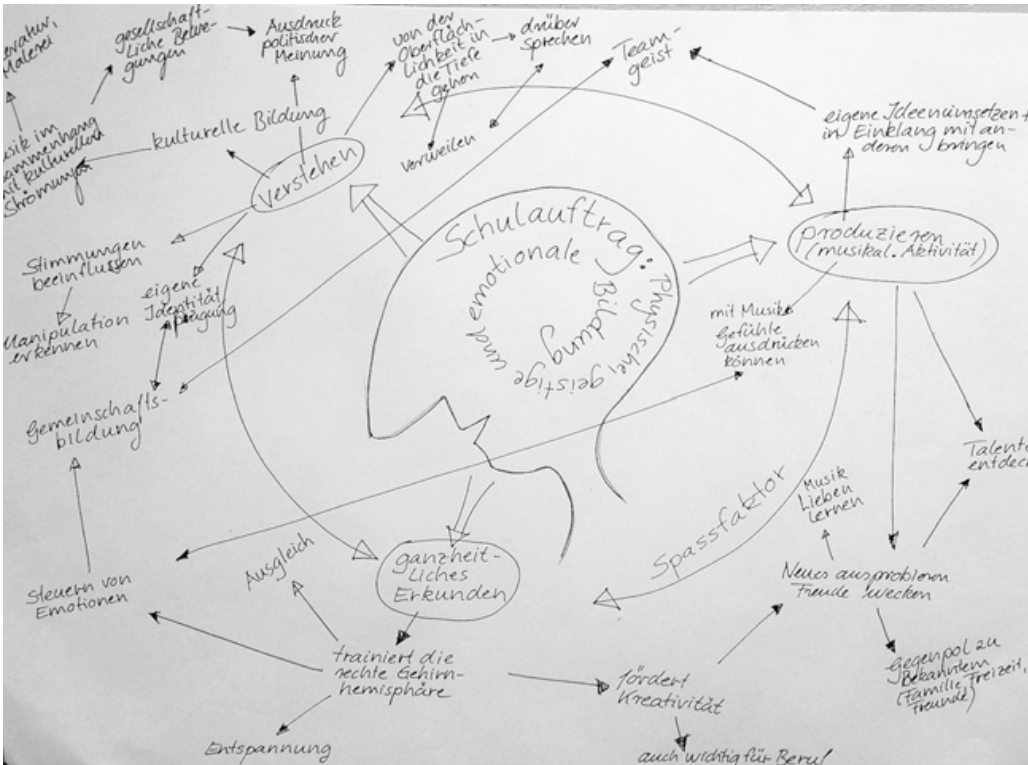 Malerei
gesellschaft-
liche Bewe-
gungen
Ausdruck
politischer
Meinung
von der
Oberfläch-
lichkeit in
die Tiefe
gehen
drüber
sprechen
Team-
geist
verweilen
kulturelle Bildung
mit kulturellen
Strömungen
verstehen
eigene Ideen umsetzen +
in Einklang mit an-
deren bringen
produzieren
(musikal. Aktivität)
Schulauftrag:
Physische, geistige und
emotionale
Bildung
Stimmungen
beeinflussen
Manipulation
erkennen
eigene
Identität
prägung
Gemeinschafts-
bildung
mit Musik
Gefühle
ausdrücken
können
Spassfaktor
Musik
lieben
lernen
Neues ausprobieren
Freude wecken
Gegenpol zu
Bekanntem
(Familie, Freizeit,
Freunde)
ganzheit-
liches
Erkunden
Ausgleich
Steuern von
Emotionen
trainiert die
rechte Gehirn-
hemisphäre
Entspannung
fördert
Kreativität
auch wichtig für Beruf